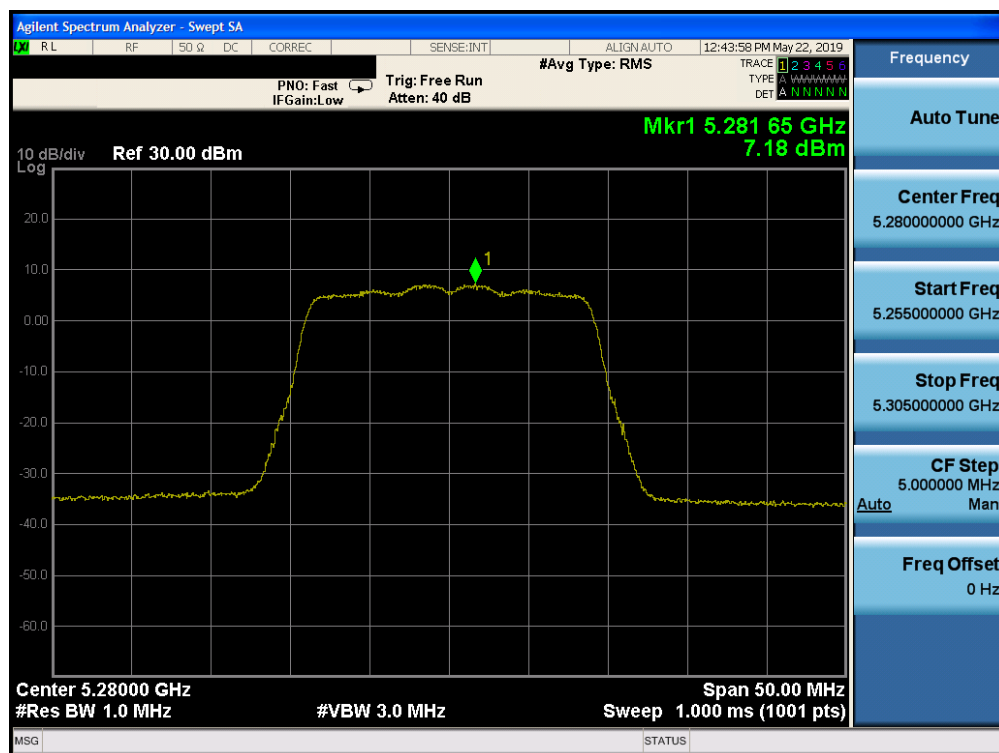 Agilent Spectrum Analyzer - Swept SA
LXI RL RF 50 Ω DC CORREC SENSE:INT ALIGN AUTO 12:43:58 PM May 22, 2019
#Avg Type: RMS
TRACE 1 2 3 4 5 6
TYPE A WWWWW
DET A N N N N N
PNO: Fast
IFGain:Low
Trig: Free Run
Atten: 40 dB
Mkr1 5.281 65 GHz
7.18 dBm
10 dB/div Ref 30.00 dBm
Log
20.0
10.0
0.00
-10.0
-20.0
-30.0
-40.0
-50.0
-60.0
1
Center 5.28000 GHz Span 50.00 MHz
#Res BW 1.0 MHz #VBW 3.0 MHz Sweep 1.000 ms (1001 pts)
MSG STATUS
Frequency
Auto Tune
Center Freq
5.280000000 GHz
Start Freq
5.255000000 GHz
Stop Freq
5.305000000 GHz
CF Step
5.000000 MHz
Auto Man
Freq Offset
0 Hz